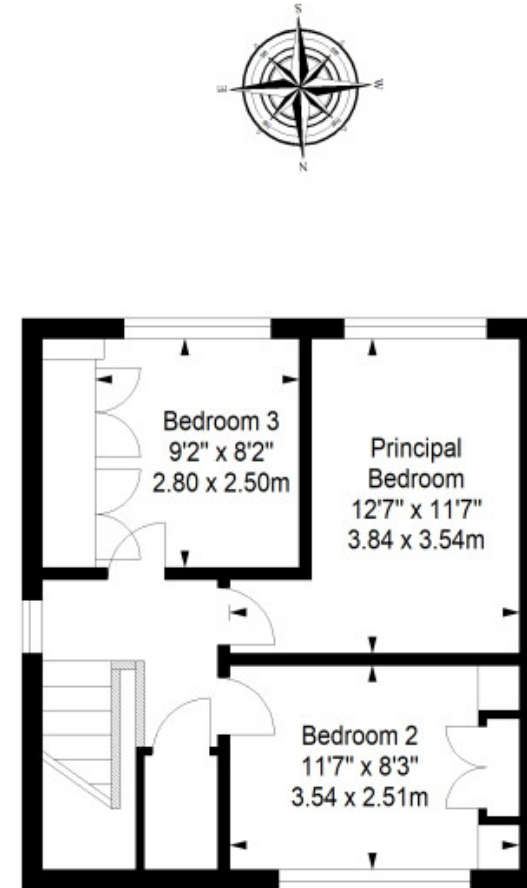 S
E
W
N
Bedroom 3
9'2" x 8'2"
2.80 x 2.50m
Principal
Bedroom
12'7" x 11'7"
3.84 x 3.54m
Bedroom 2
11'7" x 8'3"
3.54 x 2.51m